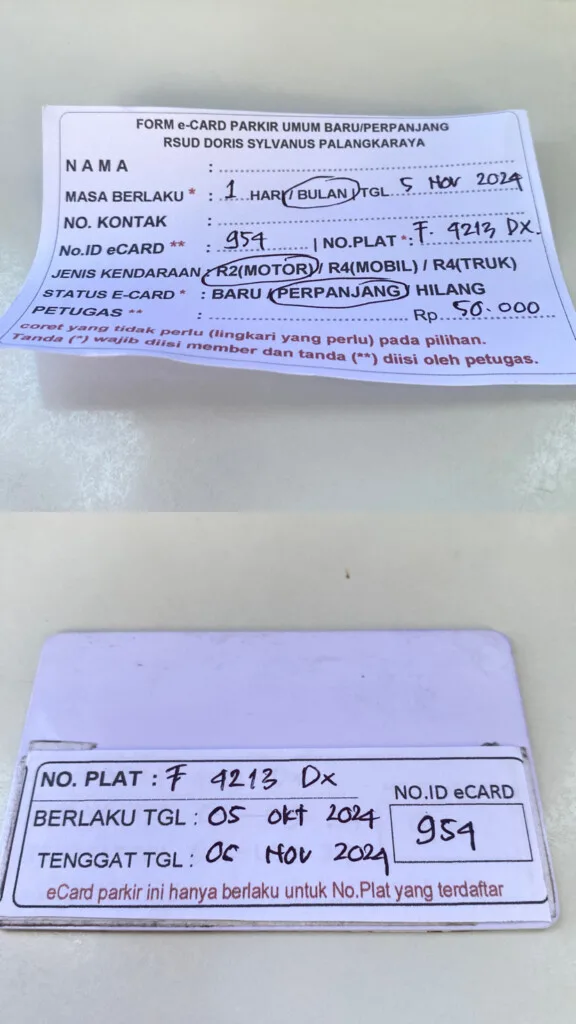 FORM e-CARD PARKIR UMUM BARU/PERPANJANG
RSUD DORIS SYLVANUS PALANGKARAYA
NAMA :
MASA BERLAKU * : 1 HARI / BULAN TGL 5 Nov 2024
NO. KONTAK :
No.ID eCARD ** : 954 | NO.PLAT *: F. 4213 DX.
JENIS KENDARAAN : R2(MOTOR) / R4(MOBIL) / R4(TRUK)
STATUS E-CARD * : BARU / PERPANJANG / HILANG
PETUGAS ** : Rp. 50.000
coret yang tidak perlu (lingkari yang perlu) pada pilihan.
Tanda (*) wajib diisi member dan tanda (**) diisi oleh petugas.
NO. PLAT : F 4213 DX
NO.ID eCARD
BERLAKU TGL : 05 okt 2024
954
TENGGAT TGL : 05 Nov 2024
eCard parkir ini hanya berlaku untuk No.Plat yang terdaftar